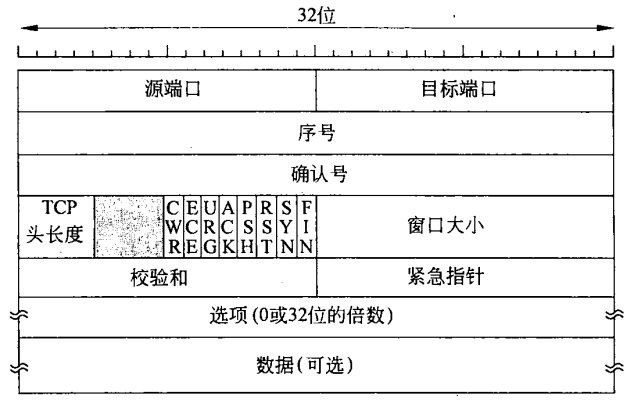 32位
源端口 目标端口
序号
确认号
TCP
头长度
CWR ECE URG ACK PSH RST SYN FIN
窗口大小
校验和 紧急指针
选项(0或32位的倍数)
数据(可选)